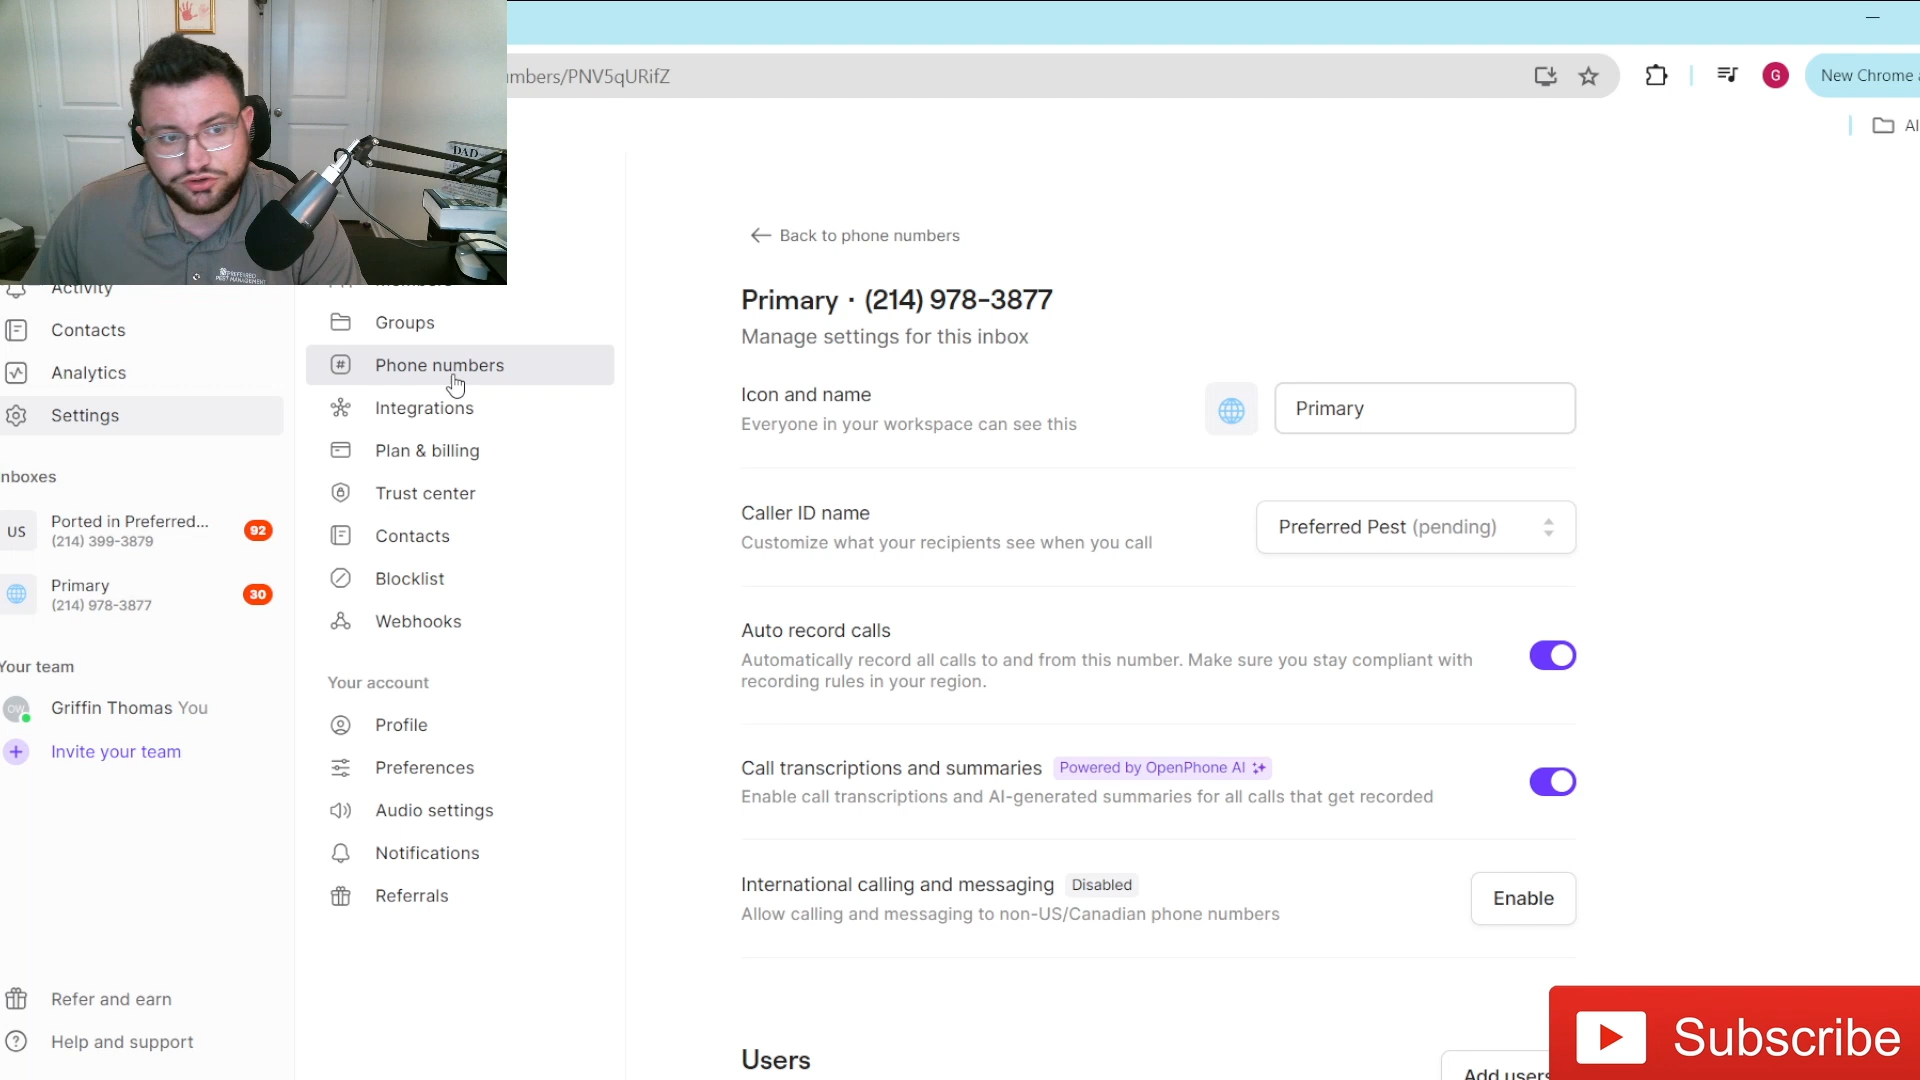 DAD
PREFERRED
PEST MANAGEMENT
umbers/PNV5qURifZ
G
New Chrome a
AI
Activity
Contacts
Analytics
Settings
nboxes
US
Ported in Preferred...
(214) 399-3879
92
Primary
(214) 978-3877
30
Your team
OW
Griffin Thomas You
Invite your team
Refer and earn
Help and support
Groups
Phone numbers
Integrations
Plan & billing
Trust center
Contacts
Blocklist
Webhooks
Your account
Profile
Preferences
Audio settings
Notifications
Referrals
Back to phone numbers
Primary · (214) 978-3877
Manage settings for this inbox
Icon and name
Everyone in your workspace can see this
Primary
Caller ID name
Customize what your recipients see when you call
Preferred Pest (pending)
Auto record calls
Automatically record all calls to and from this number. Make sure you stay compliant with
recording rules in your region.
Call transcriptions and summaries Powered by OpenPhone AI
Enable call transcriptions and AI-generated summaries for all calls that get recorded
International calling and messaging Disabled
Allow calling and messaging to non-US/Canadian phone numbers
Enable
Users
Add users
Subscribe